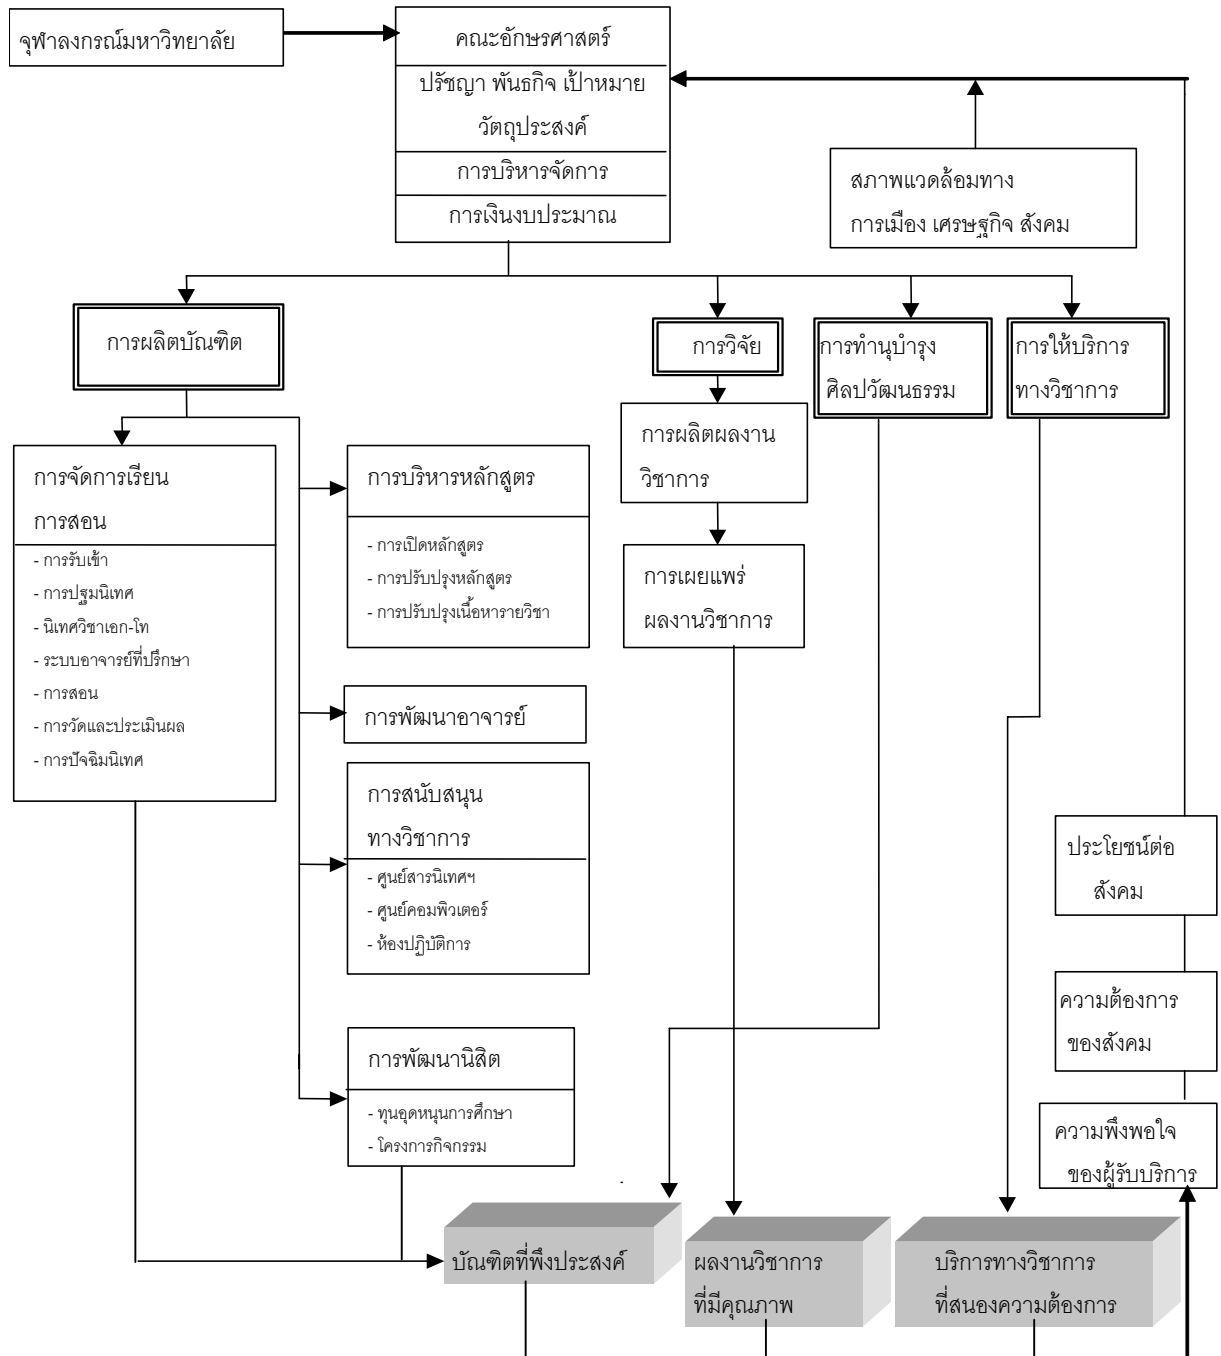 จุฬาลงกรณ์มหาวิทยาลัย
คณะอักษรศาสตร์
ปรัชญา พันธกิจ เป้าหมาย
วัตถุประสงค์
การบริหารจัดการ
การเงินงบประมาณ
สภาพแวดล้อมทาง
การเมือง เศรษฐกิจ สังคม
การผลิตบัณฑิต
การวิจัย
การทำนุบำรุง
ศิลปวัฒนธรรม
การให้บริการ
ทางวิชาการ
การจัดการเรียน
การสอน
- การรับเข้า
- การปฐมนิเทศ
- นิเทศวิชาเอก-โท
- ระบบอาจารย์ที่ปรึกษา
- การสอน
- การวัดและประเมินผล
- การปัจฉิมนิเทศ
การบริหารหลักสูตร
- การเปิดหลักสูตร
- การปรับปรุงหลักสูตร
- การปรับปรุงเนื้อหารายวิชา
การพัฒนาอาจารย์
การสนับสนุน
ทางวิชาการ
- ศูนย์สารนิเทศฯ
- ศูนย์คอมพิวเตอร์
- ห้องปฏิบัติการ
การพัฒนานิสิต
- ทุนอุดหนุนการศึกษา
- โครงการกิจกรรม
การผลิตผลงาน
วิชาการ
การเผยแพร่
ผลงานวิชาการ
ประโยชน์ต่อ
สังคม
ความต้องการ
ของสังคม
ความพึงพอใจ
ของผู้รับบริการ
บัณฑิตที่พึงประสงค์
ผลงานวิชาการ
ที่มีคุณภาพ
บริการทางวิชาการ
ที่สนองความต้องการ